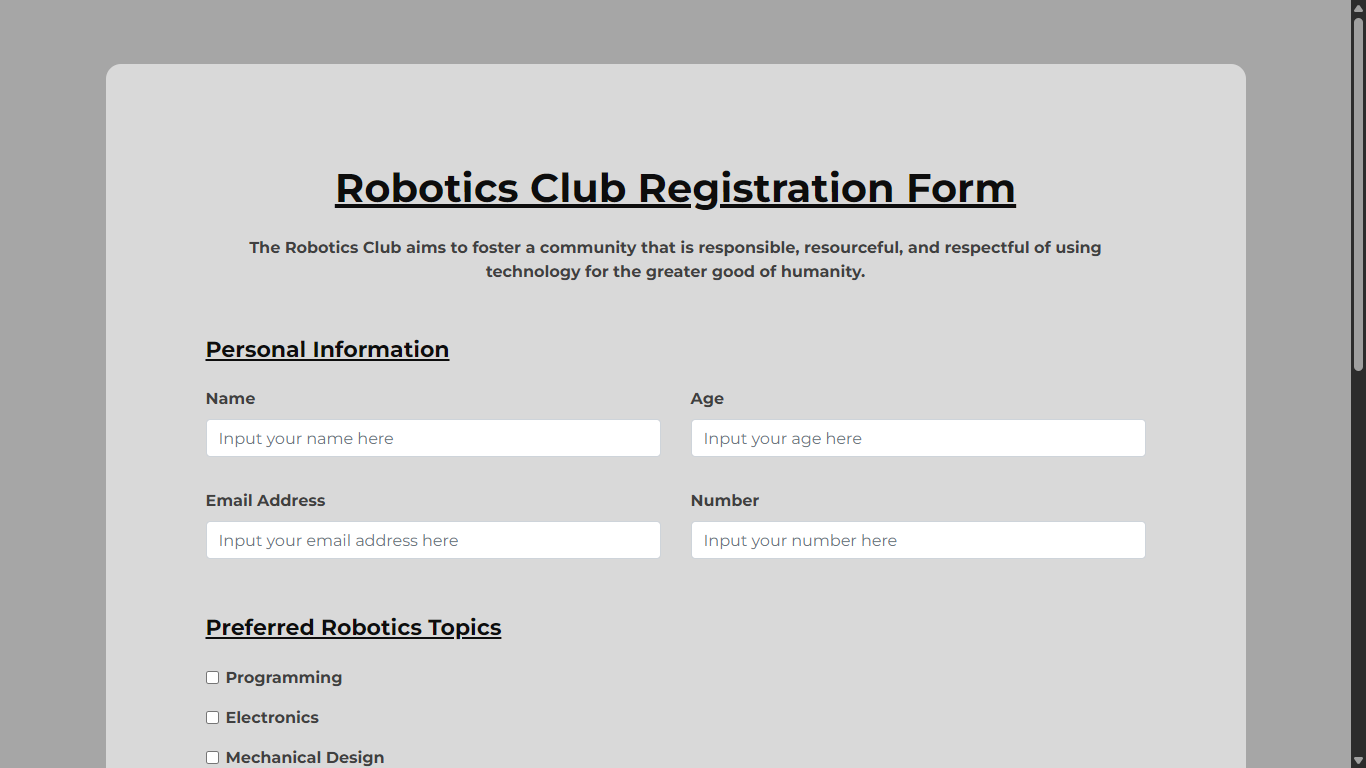 Robotics Club Registration Form
The Robotics Club aims to foster a community that is responsible, resourceful, and respectful of using
technology for the greater good of humanity.
Personal Information
Name
Age
Input your name here
Input your age here
Email Address
Number
Input your email address here
Input your number here
Preferred Robotics Topics
Programming
Electronics
Mechanical Design